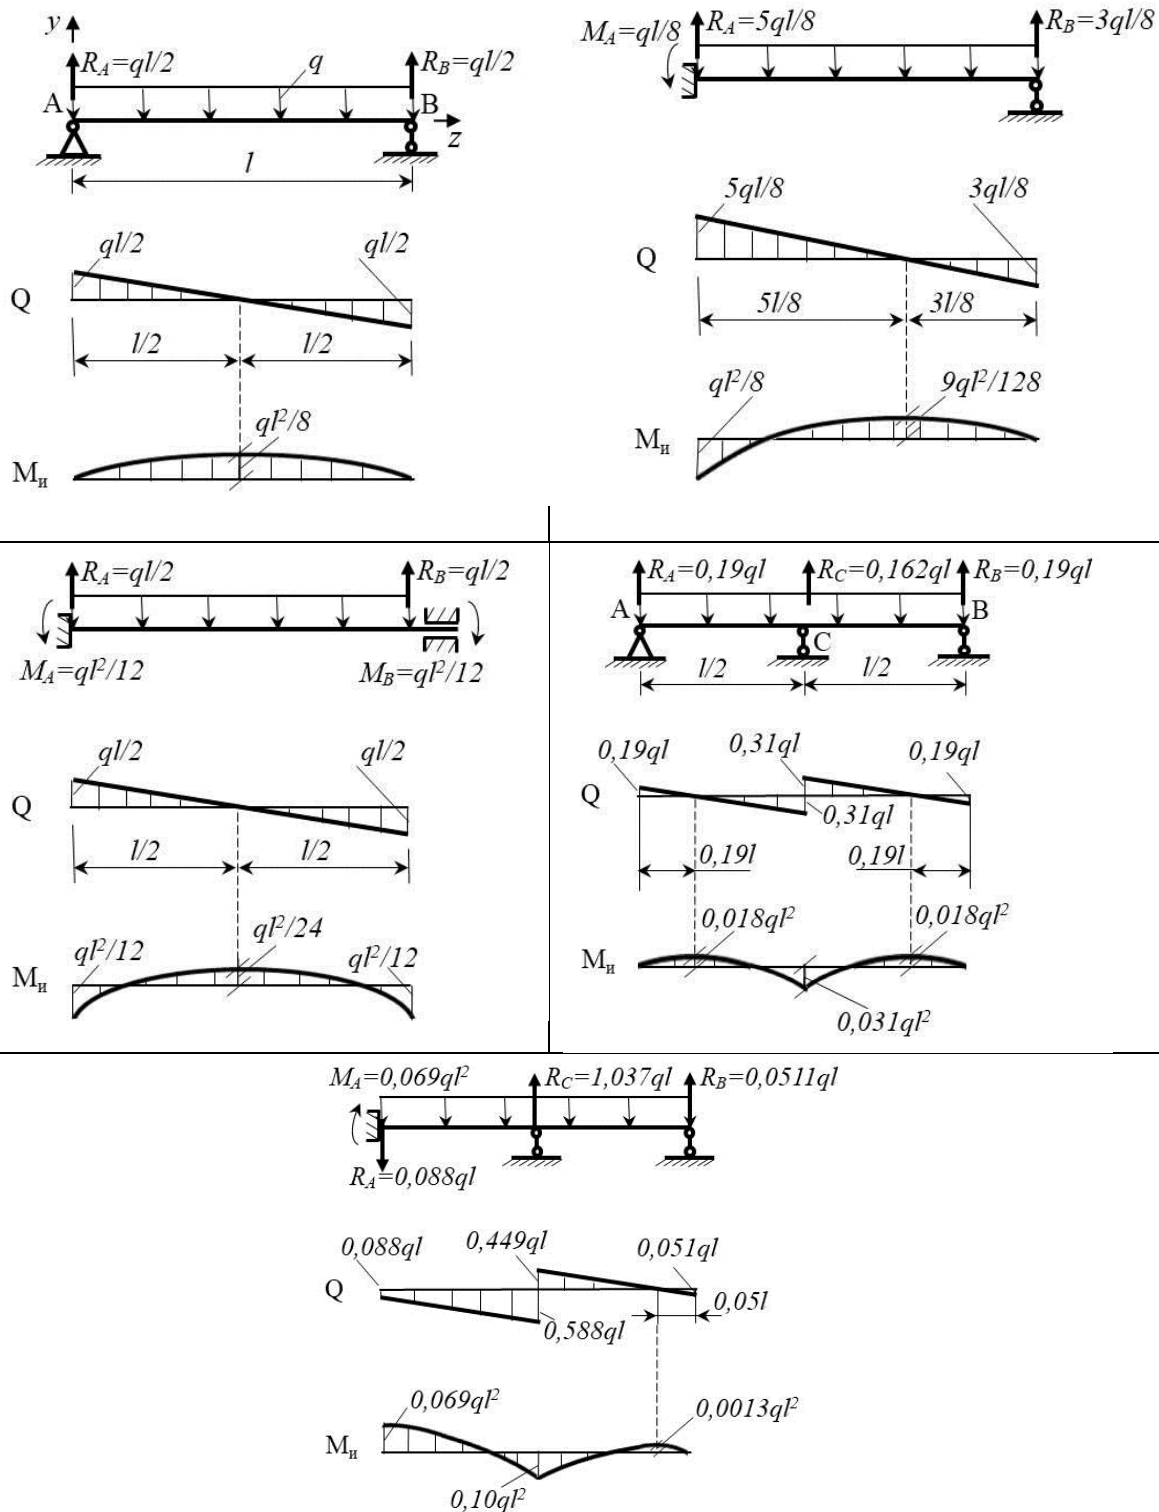 y
R_A=ql/2
q
R_B=ql/2
A
B
z
l
ql/2
ql/2
Q
l/2
l/2
ql²/8
Mи
M_A=ql/8
R_A=5ql/8
R_B=3ql/8
5ql/8
3ql/8
Q
5l/8
3l/8
ql²/8
9ql²/128
Mи
R_A=ql/2
R_B=ql/2
M_A=ql²/12
M_B=ql²/12
ql/2
ql/2
Q
l/2
l/2
ql²/12
ql²/24
ql²/12
Mи
R_A=0,19ql
R_C=0,162ql
R_B=0,19ql
A
B
C
l/2
l/2
0,19ql
0,31ql
0,19ql
Q
0,31ql
0,19l
0,19l
0,018ql²
0,018ql²
Mи
0,031ql²
M_A=0,069ql²
R_C=1,037ql
R_B=0,0511ql
R_A=0,088ql
0,088ql
0,449ql
0,051ql
Q
0,05l
0,588ql
0,069ql²
0,0013ql²
Mи
0,10ql²